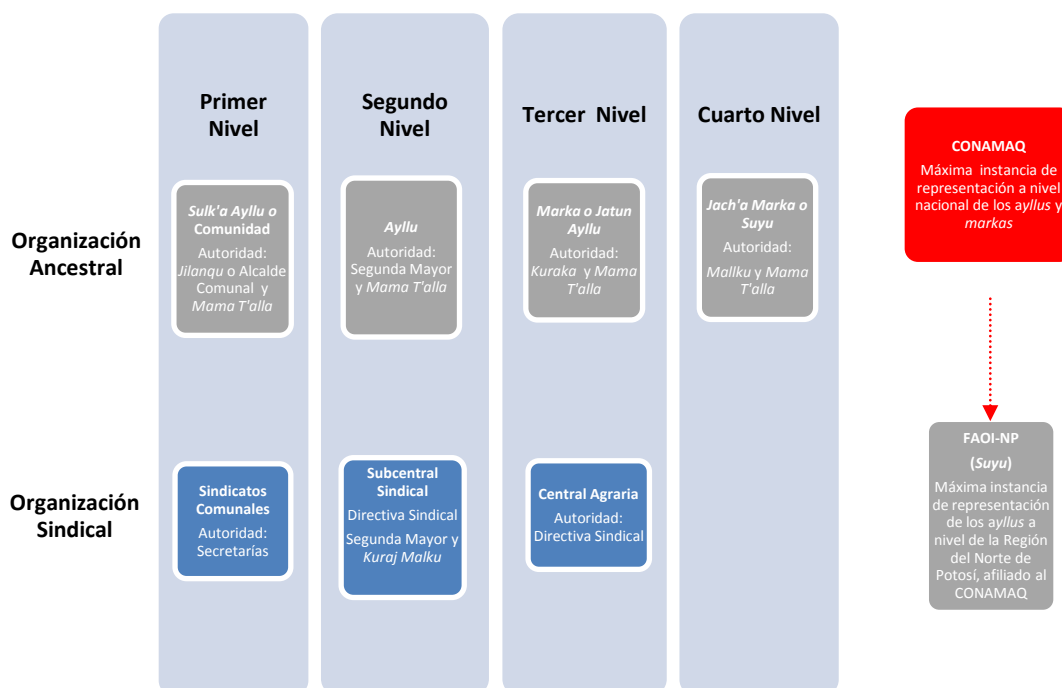 Primer
Nivel
Segundo
Nivel
Tercer Nivel
Cuarto Nivel
Organización
Ancestral
Sulk'a Ayllu o
Comunidad
Autoridad:
Jilanqu o Alcalde
Comunal y
Mama T'alla
Ayllu
Autoridad:
Segunda Mayor
y Mama T'alla
Marka o Jatun
Ayllu
Autoridad:
Kuraka y Mama
T'alla
Jach'a Marka o
Suyu
Autoridad:
Mallku y Mama
T'alla
CONAMAQ
Máxima instancia de
representación a nivel
nacional de los ayllus y
markas
Organización
Sindical
Sindicatos
Comunales
Autoridad:
Secretarías
Subcentral
Sindical
Directiva Sindical
Segunda Mayor y
Kuraj Malku
Central Agraria
Autoridad:
Directiva Sindical
FAOI-NP
(Suyu)
Máxima instancia
de representación
de los ayllus a
nivel de la Región
del Norte de
Potosí, afiliado al
CONAMAQ